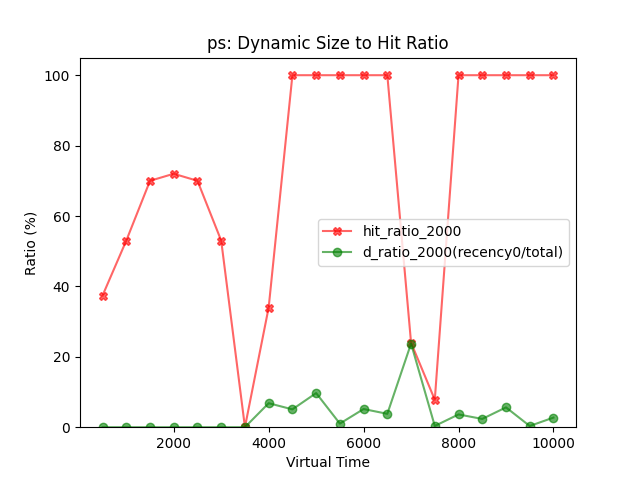 ps: Dynamic Size to Hit Ratio
100
80
60
40
20
0
Ratio (%)
hit_ratio_2000
d_ratio_2000(recency0/total)
2000 4000 6000 8000 10000
Virtual Time